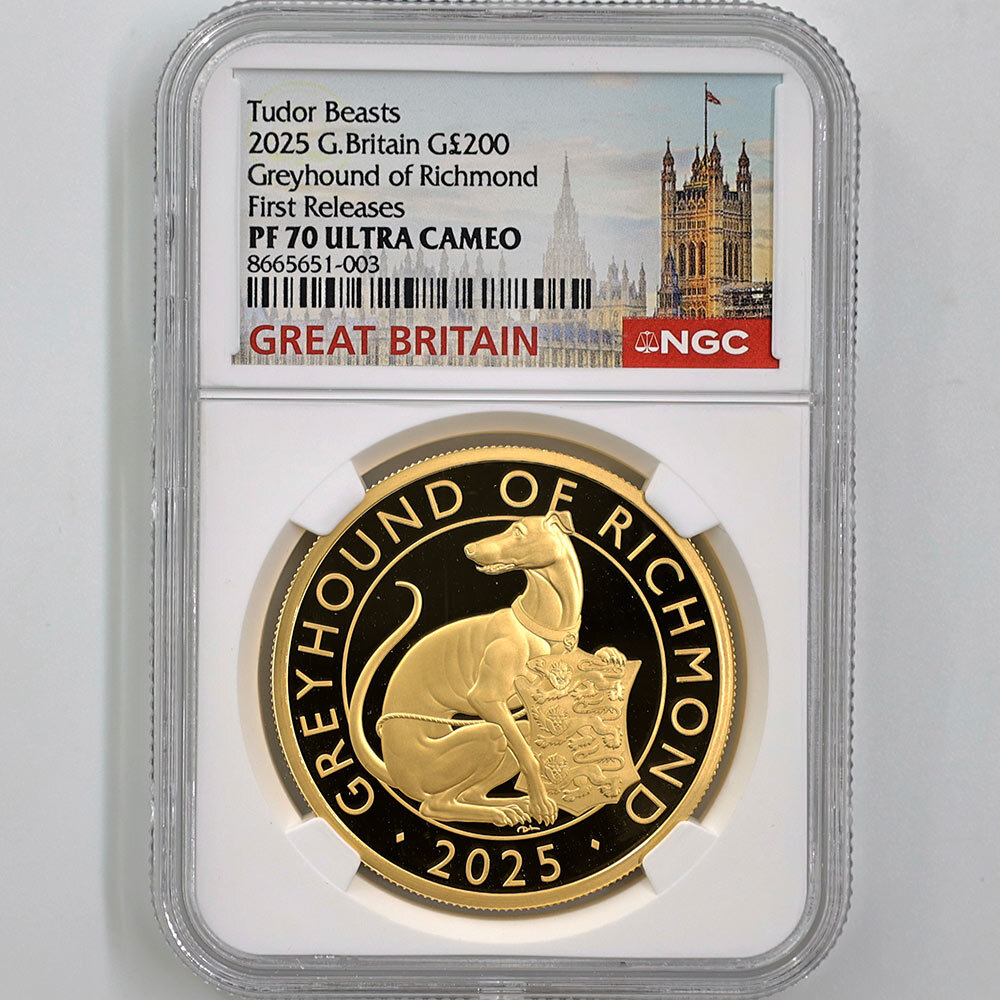 Tudor Beasts
2025 G.Britain G£200
Greyhound of Richmond
First Releases
PF 70 ULTRA CAMEO
8665651-003
GREAT BRITAIN
NGC
GREYHOUND OF RICHMOND
· 2025 ·